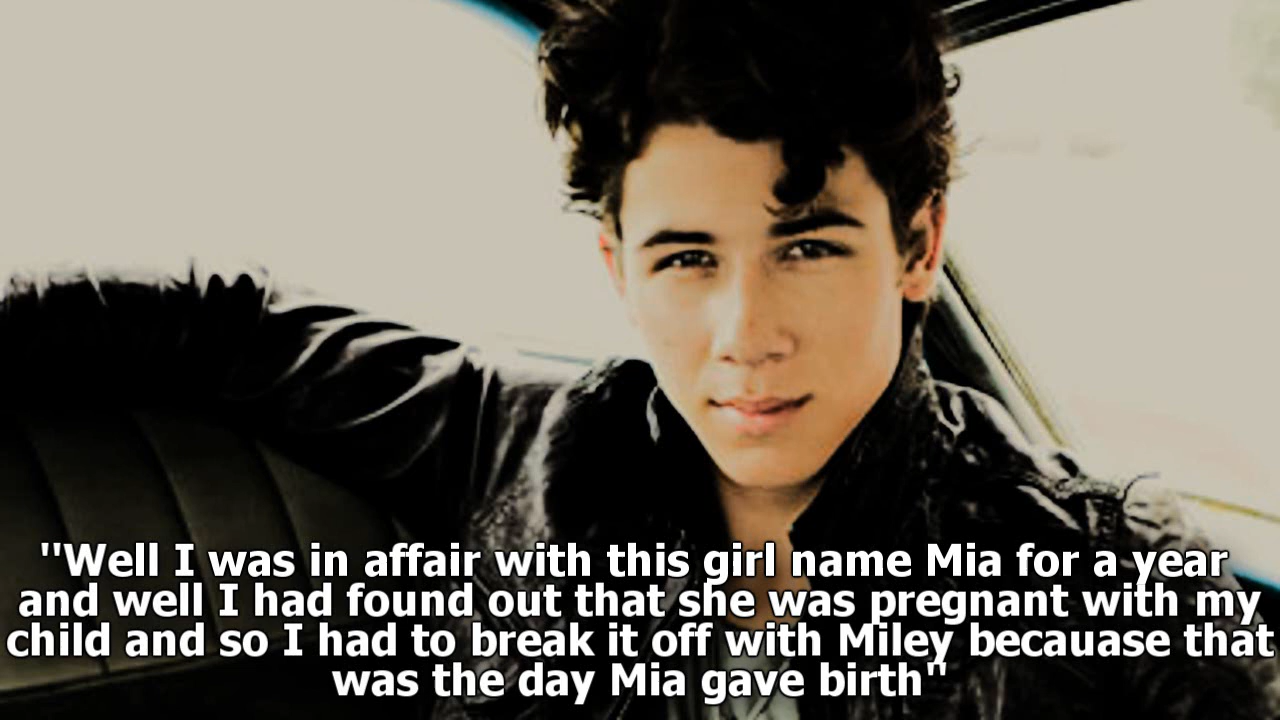 "Well I was in affair with this girl name Mia for a year
and well I had found out that she was pregnant with my
child and so I had to break it off with Miley becauase that
was the day Mia gave birth"